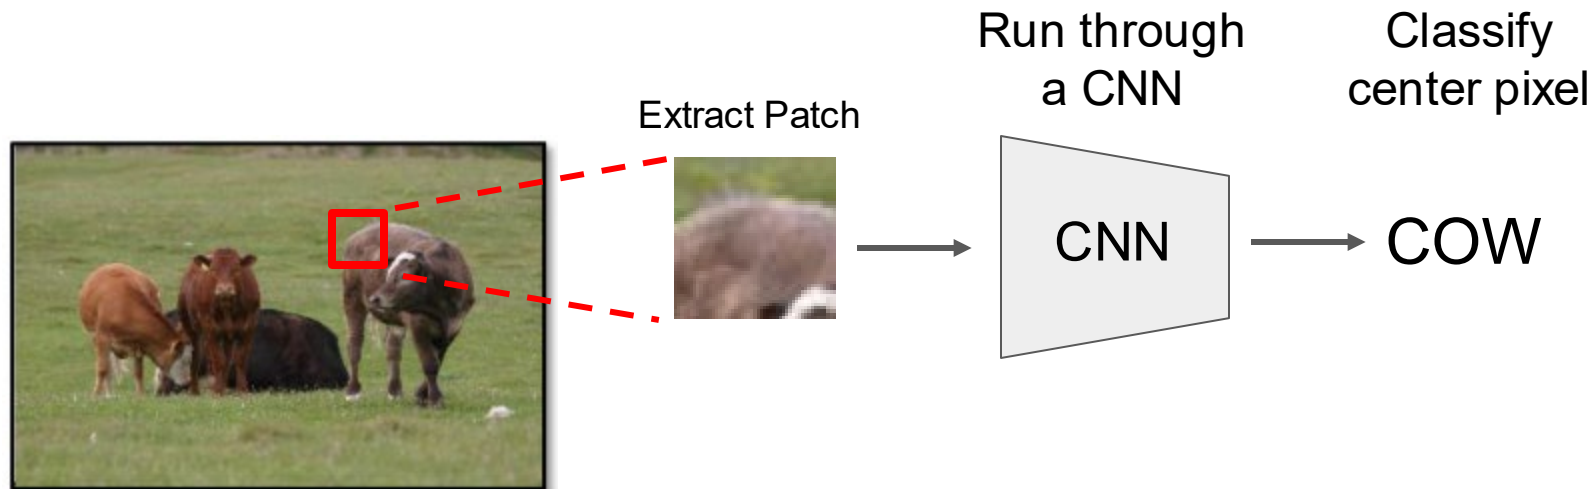 Extract Patch
Run through
a CNN
CNN
Classify
center pixel
COW